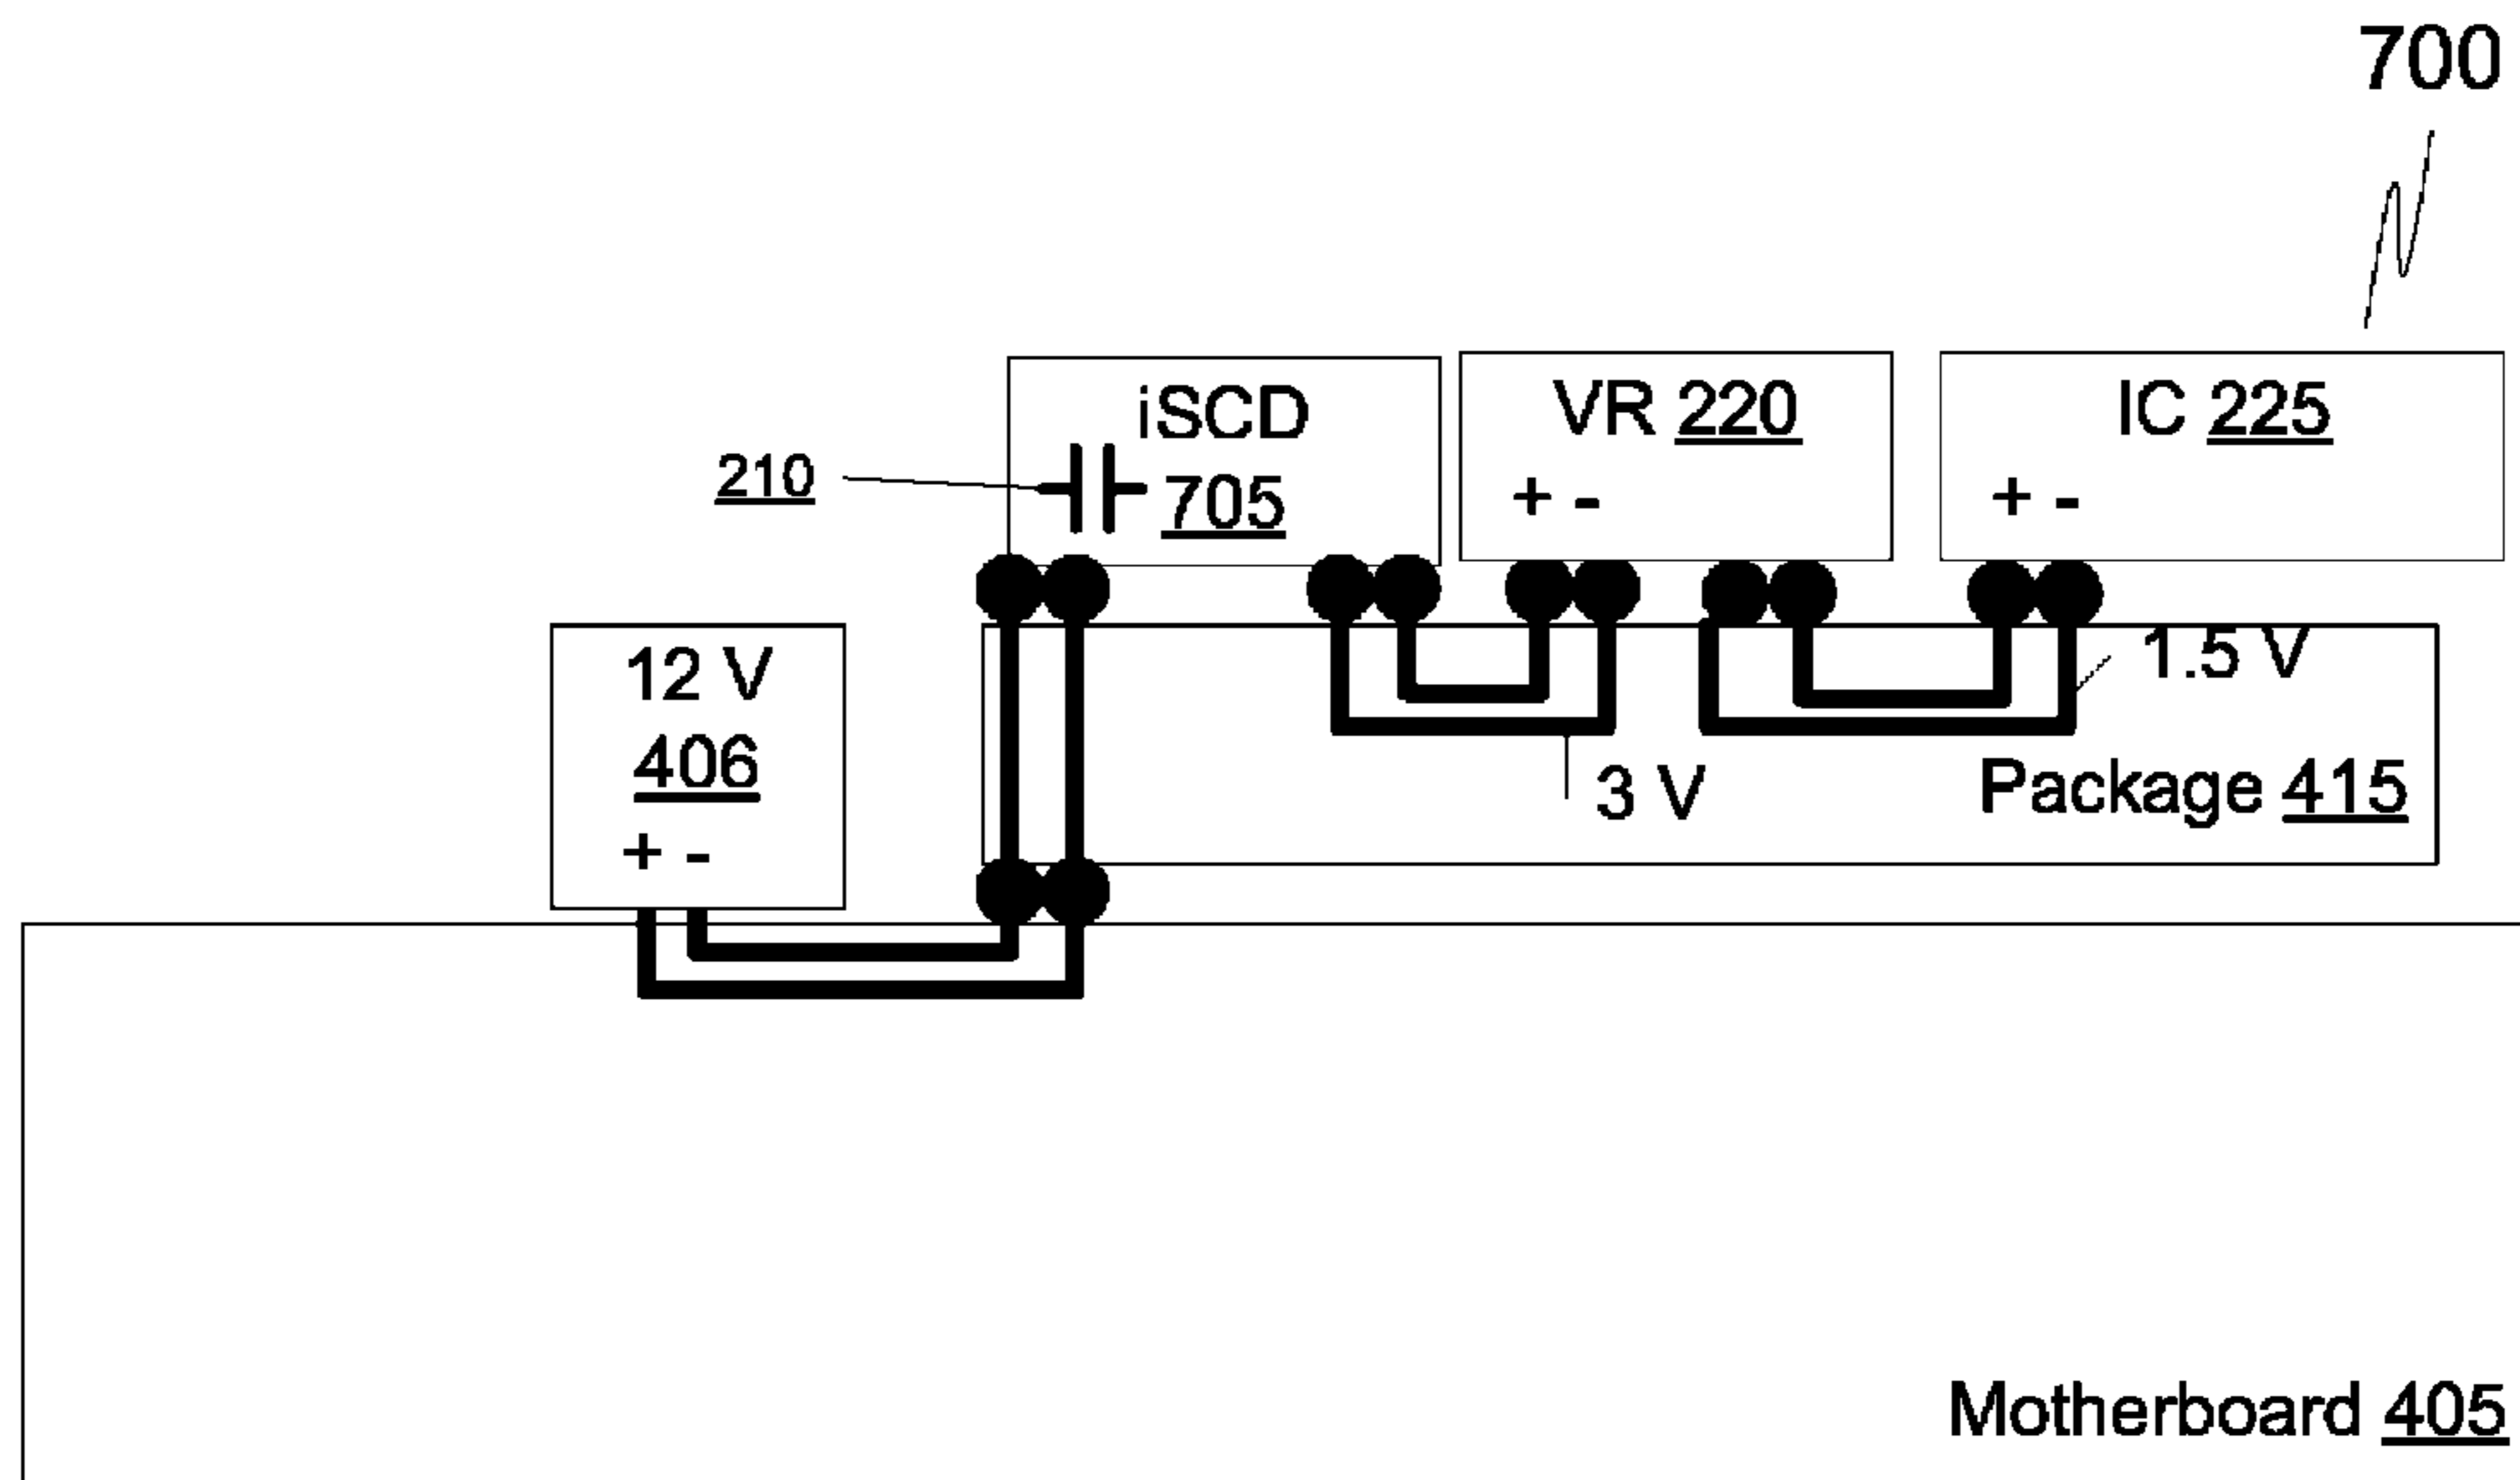 700
iSCD
705
210
VR 220
+ -
IC 225
+ -
12 V
406
+ -
1.5 V
3 V
Package 415
Motherboard 405